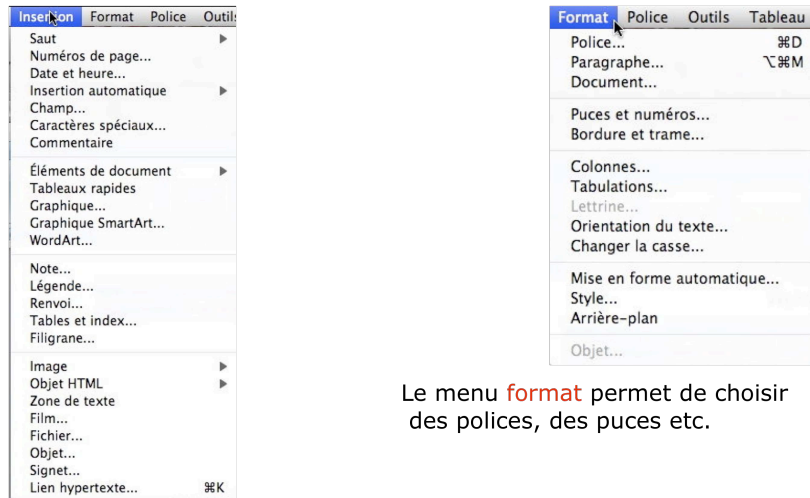 Insertion Format Police Outils
Saut
Numéros de page...
Date et heure...
Insertion automatique
Champ...
Caractères spéciaux...
Commentaire
Éléments de document
Tableaux rapides
Graphique...
Graphique SmartArt...
WordArt...
Note...
Légende...
Renvoi...
Tables et index...
Filigrane...
Image
Objet HTML
Zone de texte
Film...
Fichier...
Objet...
Signet...
Lien hypertexte... ⌘K
Format Police Outils Tableau
Police... ⌘D
Paragraphe... ⌥⌘M
Document...
Puces et numéros...
Bordure et trame...
Colonnes...
Tabulations...
Lettrine...
Orientation du texte...
Changer la casse...
Mise en forme automatique...
Style...
Arrière-plan
Objet...
Le menu format permet de choisir
des polices, des puces etc.